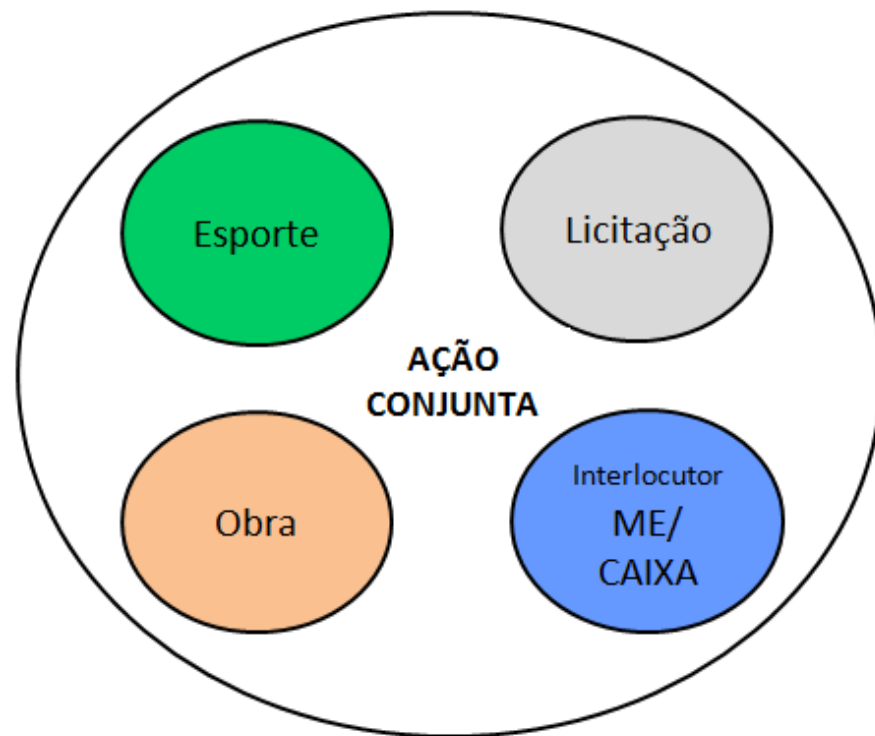 Esporte
Licitação
AÇÃO
CONJUNTA
Obra
Interlocutor
ME/
CAIXA